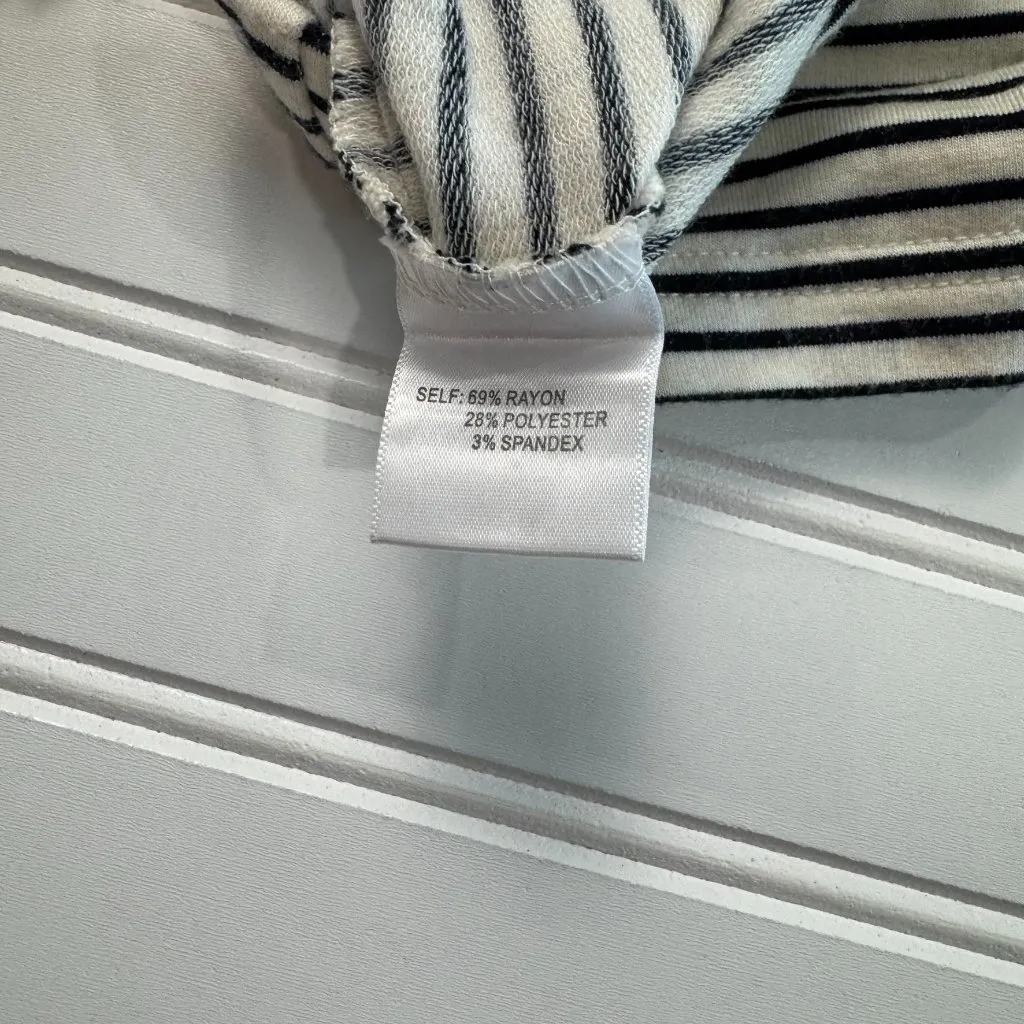 SELF: 69% RAYON
28% POLYESTER
3% SPANDEX